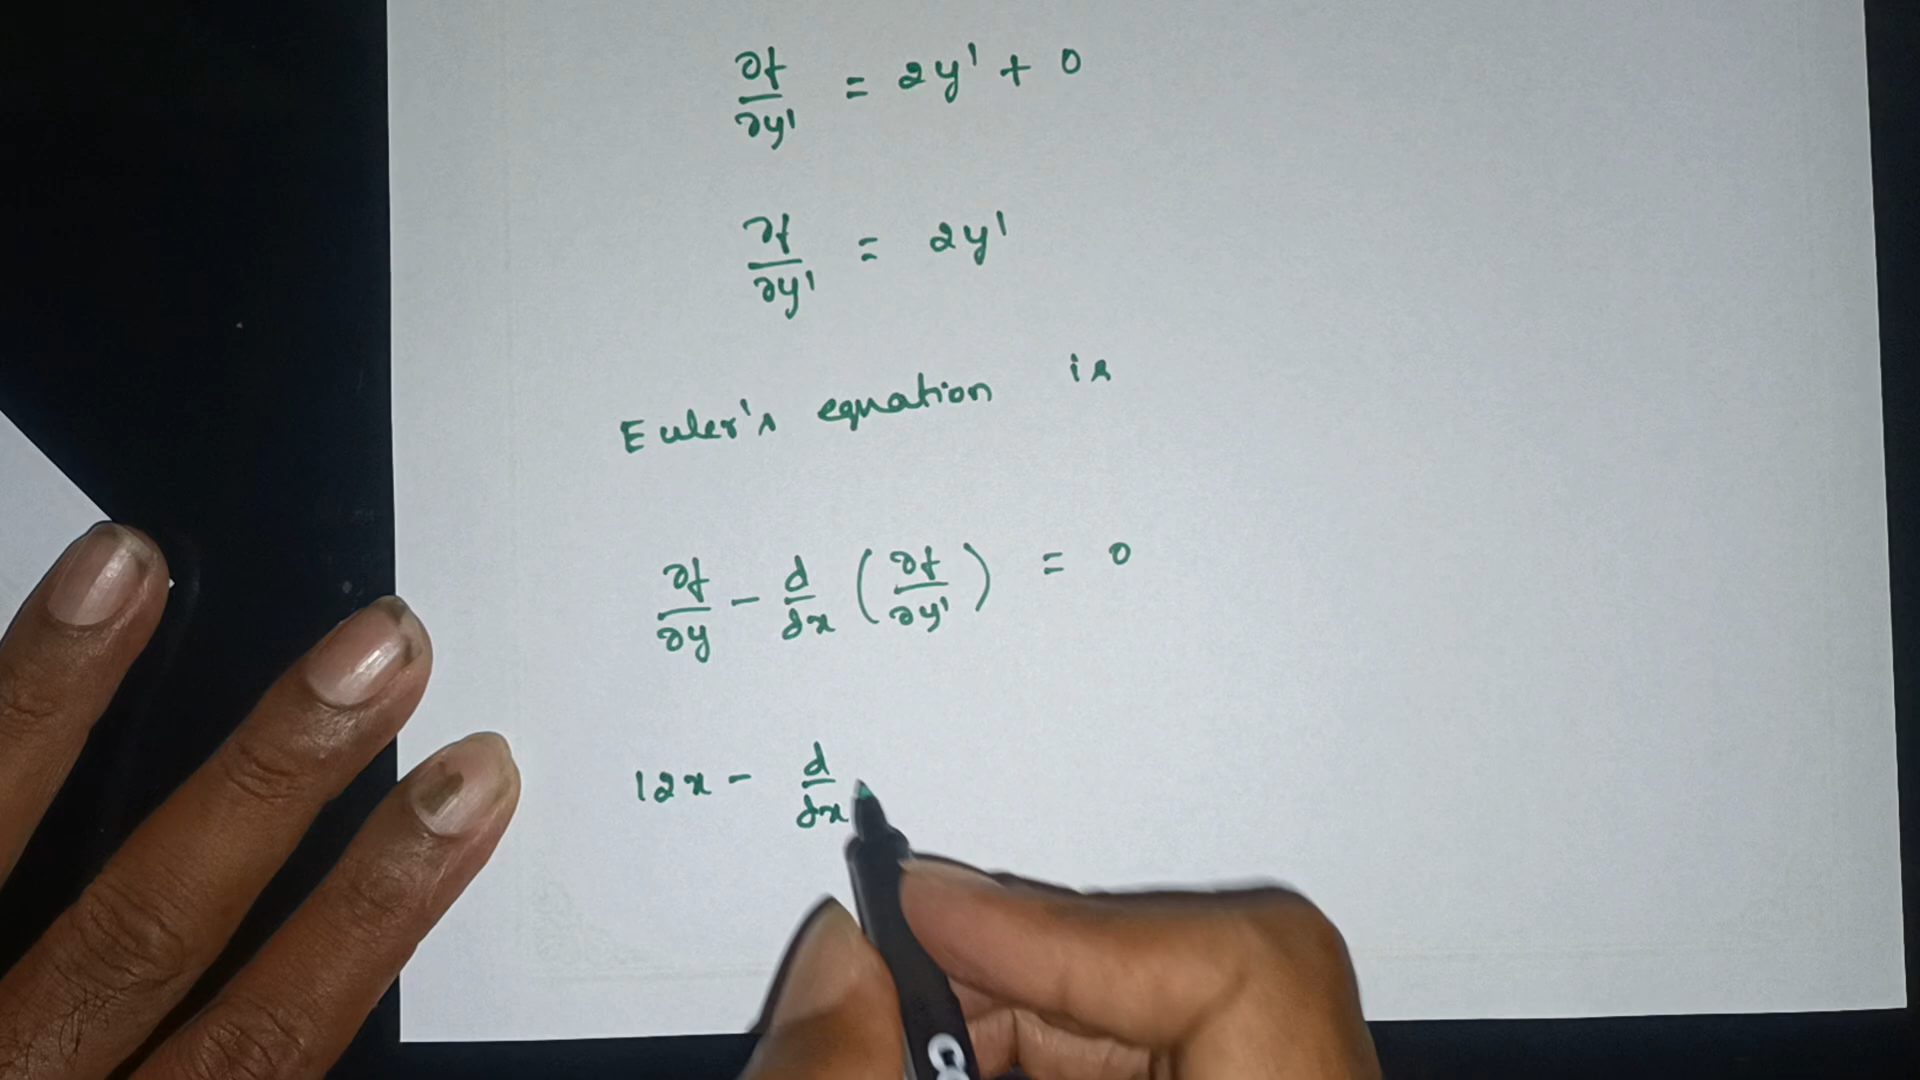 ∂f/∂y' = 2y' + 0
∂f/∂y' = 2y'
Euler's equation is
∂f/∂y - d/dx (∂f/∂y') = 0
12x - d/dx